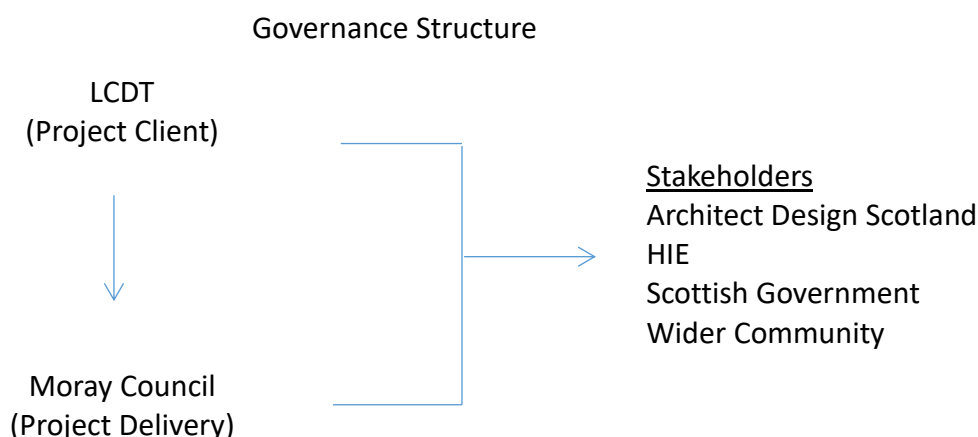 Governance Structure
LCDT
(Project Client)
Stakeholders
Architect Design Scotland
HIE
Scottish Government
Wider Community
Moray Council
(Project Delivery)